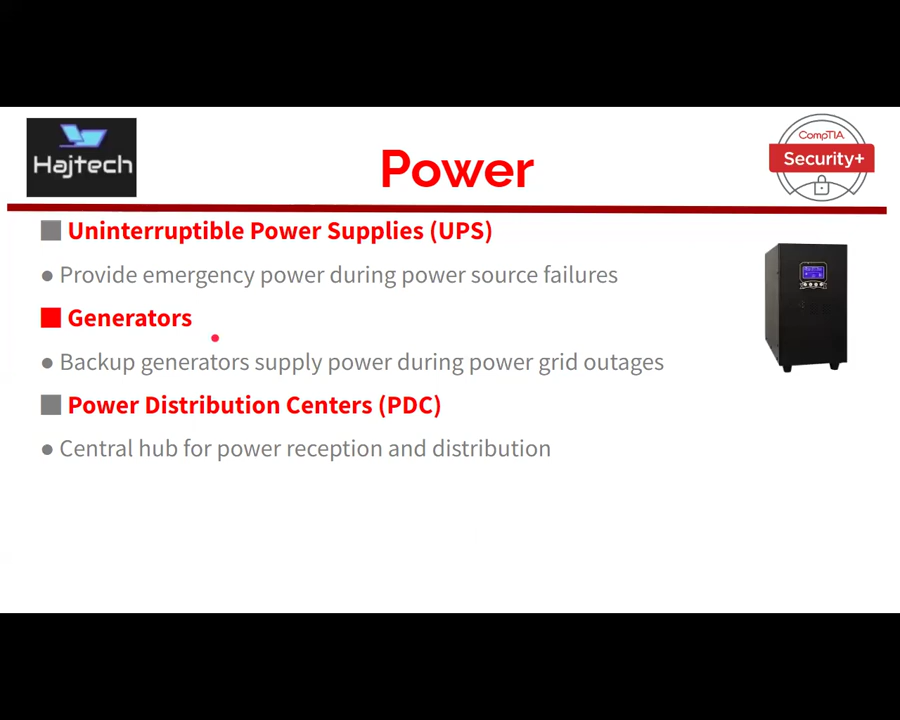 Hajtech
Power
CompTIA
Security+
Uninterruptible Power Supplies (UPS)
● Provide emergency power during power source failures
Generators
● Backup generators supply power during power grid outages
Power Distribution Centers (PDC)
● Central hub for power reception and distribution